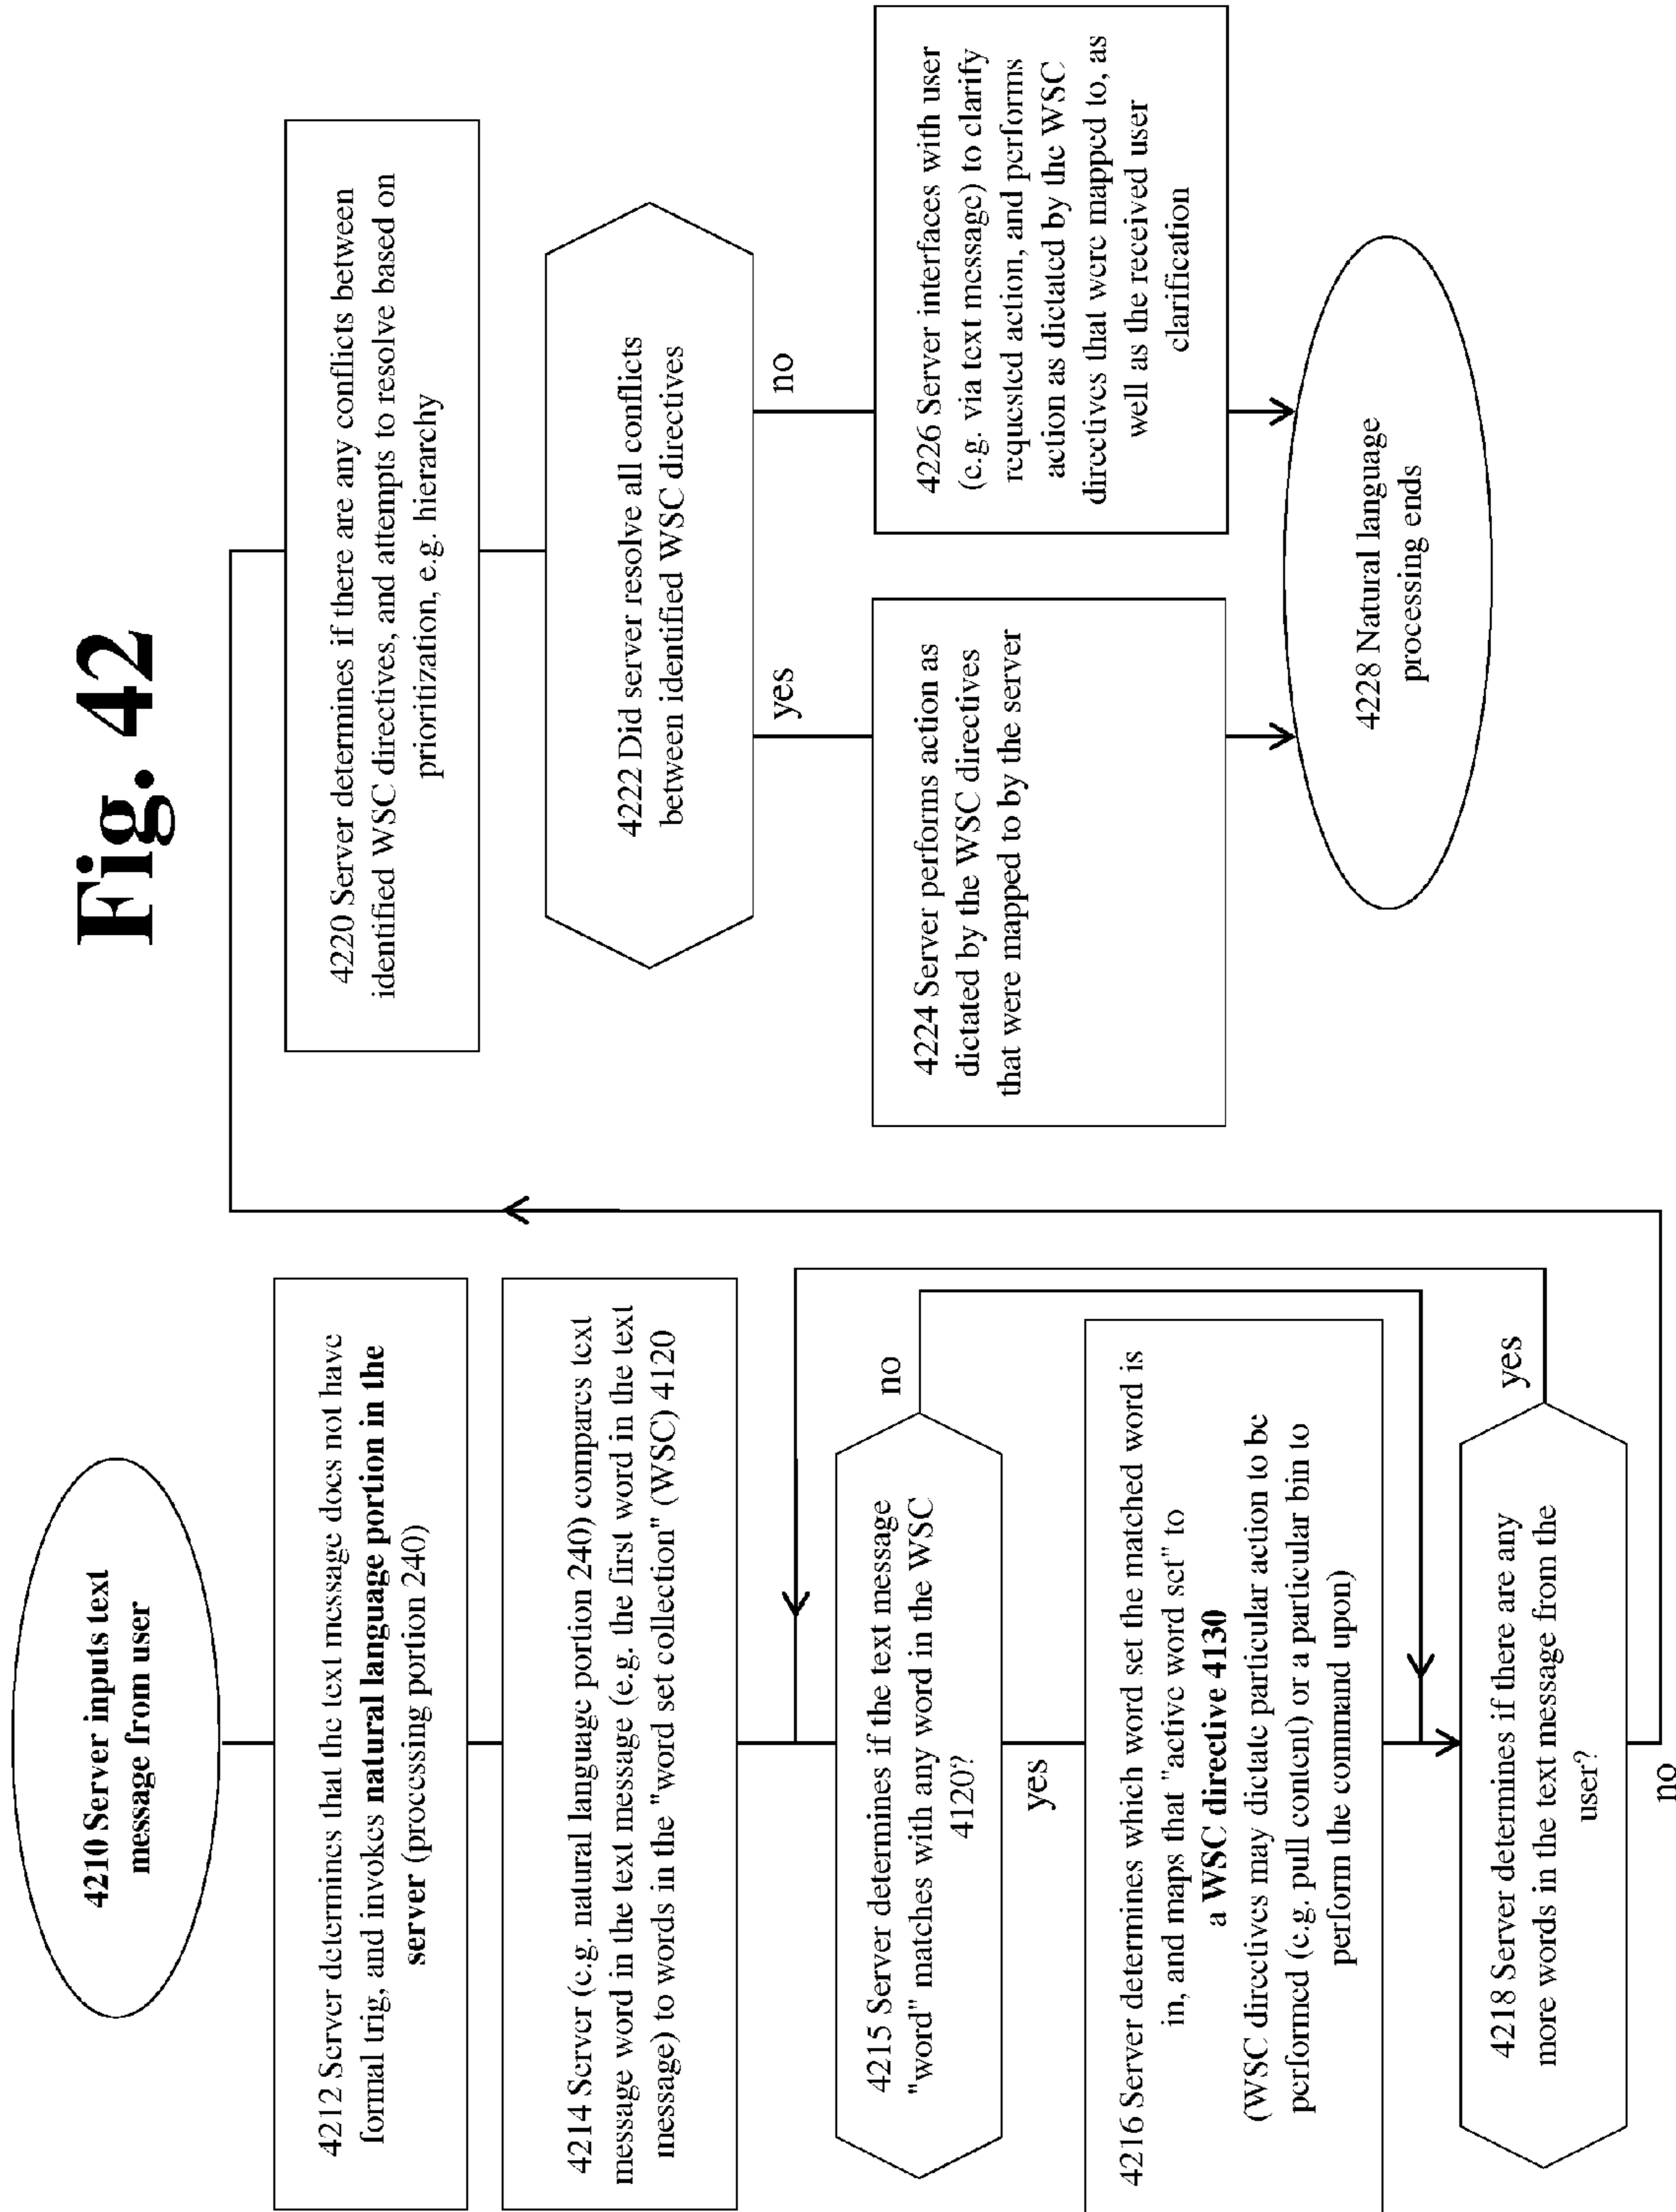 Fig. 42
4210 Server inputs text
message from user
4212 Server determines that the text message does not have
formal trig, and invokes natural language portion in the
server (processing portion 240)
4214 Server (e.g. natural language portion 240) compares text
message word in the text message (e.g. the first word in the text
message) to words in the "word set collection" (WSC) 4120
4215 Server determines if the text message
"word" matches with any word in the WSC
4120?
no
yes
4216 Server determines which word set the matched word is
in, and maps that "active word set" to
a WSC directive 4130
(WSC directives may dictate particular action to be
performed (e.g. pull content) or a particular bin to
perform the command upon)
4218 Server determines if there are any
more words in the text message from the
user?
yes
no
4220 Server determines if there are any conflicts between
identified WSC directives, and attempts to resolve based on
prioritization, e.g. hierarchy
4222 Did server resolve all conflicts
between identified WSC directives
yes
no
4224 Server performs action as
dictated by the WSC directives
that were mapped to by the server
4226 Server interfaces with user
(e.g. via text message) to clarify
requested action, and performs
action as dictated by the WSC
directives that were mapped to, as
well as the received user
clarification
4228 Natural language
processing ends